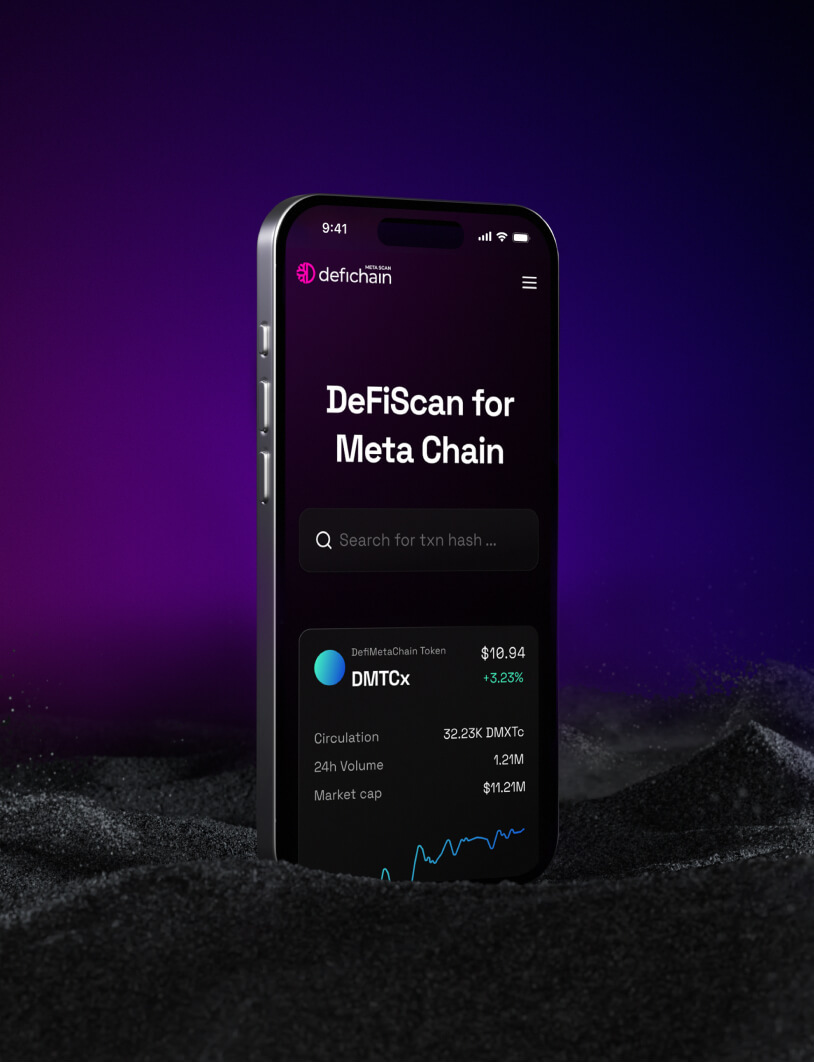 9:41
META SCAN
defichain
DeFiScan for
Meta Chain
Search for txn hash ...
DefiMetaChain Token
$10.94
DMTCx
+3.23%
Circulation
32.23K DMXTc
24h Volume
1.21M
Market cap
$11.21M